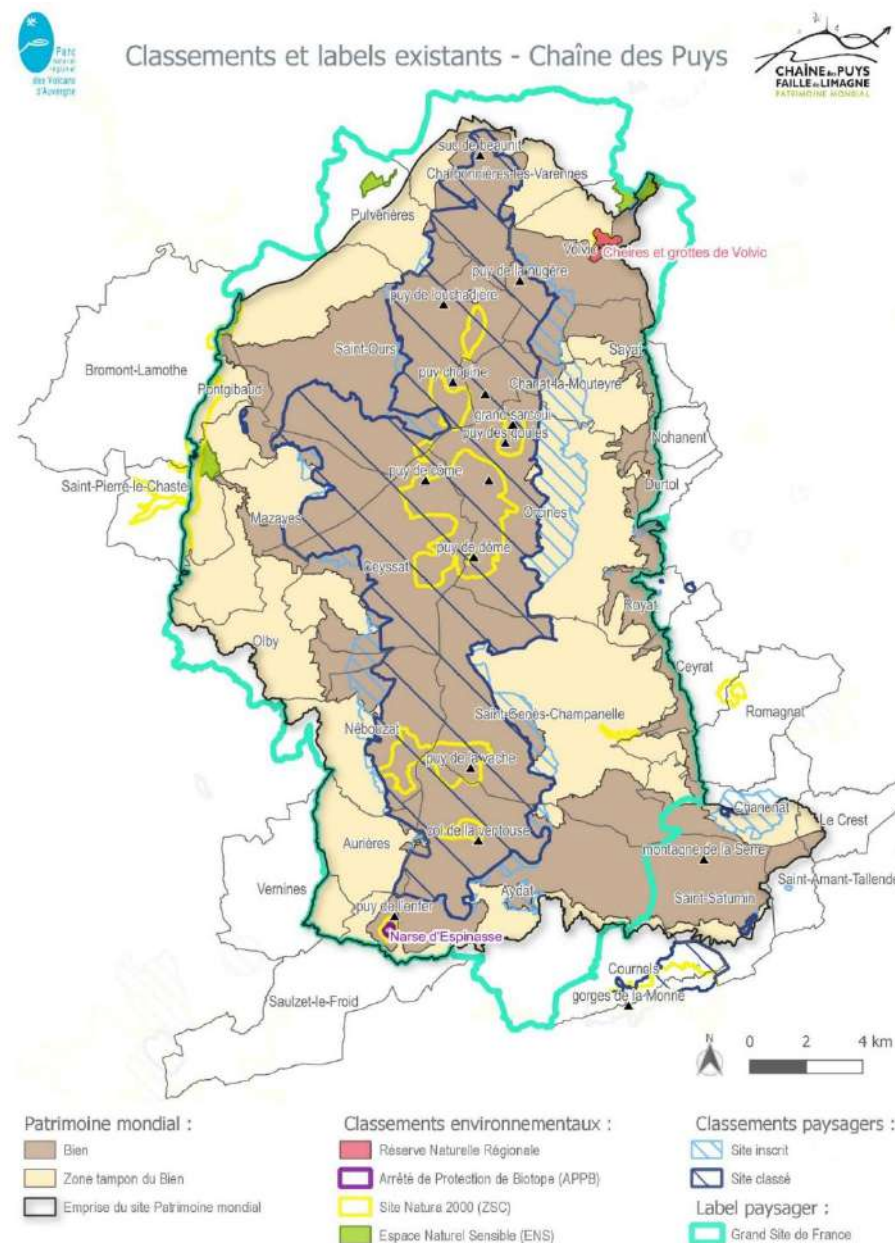 Parc
naturel
régional
des Volcans
d'Auvergne
Classements et labels existants - Chaîne des Puys
CHAÎNE des PUYS
FAILLE de LIMAGNE
PATRIMOINE MONDIAL
suc de beaunit
Charbonnières-les-Varennes
Pulvérières
Volvic
Cheires et grottes de Volvic
puy de la nugère
puy de louchadière
Saint-Ours
Sayat
Bromont-Lamothe
puy chopine
Pontgibaud
Chanat-la-Mouteyre
grand sarcoui
puy des goules
Nohanent
Saint-Pierre-le-Chastel
puy de côme
Durtol
Mazayes
Orcines
puy de dôme
Ceyssat
Royat
Olby
Ceyrat
Romagnat
Saint-Genès-Champanelle
Nébouzat
puy de la vache
Chanonat
Le Crest
Aurières
col de la ventouse
montagne de la Serre
Saint-Amant-Tallende
Vernines
Aydat
Saint-Saturnin
puy de l'enfer
Narse d'Espinasse
Cournols
Saulzet-le-Froid
gorges de la Monne
N
0 2 4 km
Patrimoine mondial :
Bien
Zone tampon du Bien
Emprise du site Patrimoine mondial
Classements environnementaux :
Réserve Naturelle Régionale
Arrêté de Protection de Biotope (APPB)
Site Natura 2000 (ZSC)
Espace Naturel Sensible (ENS)
Classements paysagers :
Site inscrit
Site classé
Label paysager :
Grand Site de France